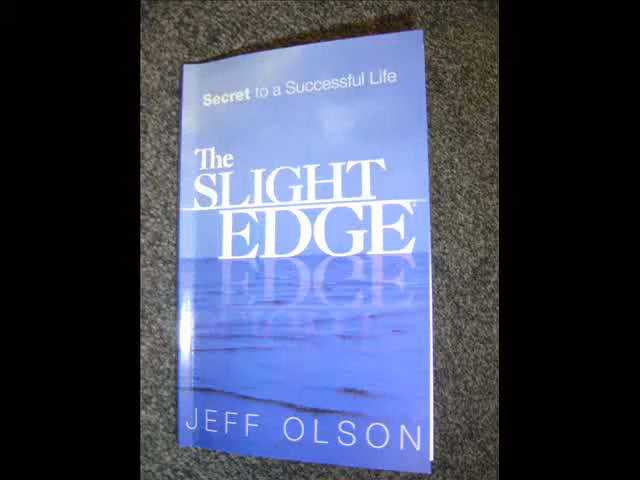 Secret to a Successful Life
The
SLIGHT
EDGE
JEFF OLSON